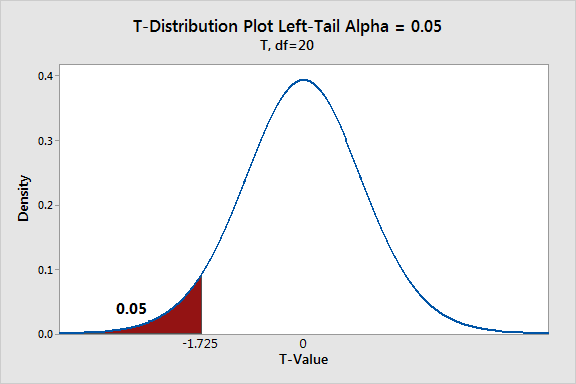 T-Distribution Plot Left-Tail Alpha = 0.05
T, df=20
0.4
0.3
0.2
0.1
0.0
Density
0.05
-1.725 0
T-Value